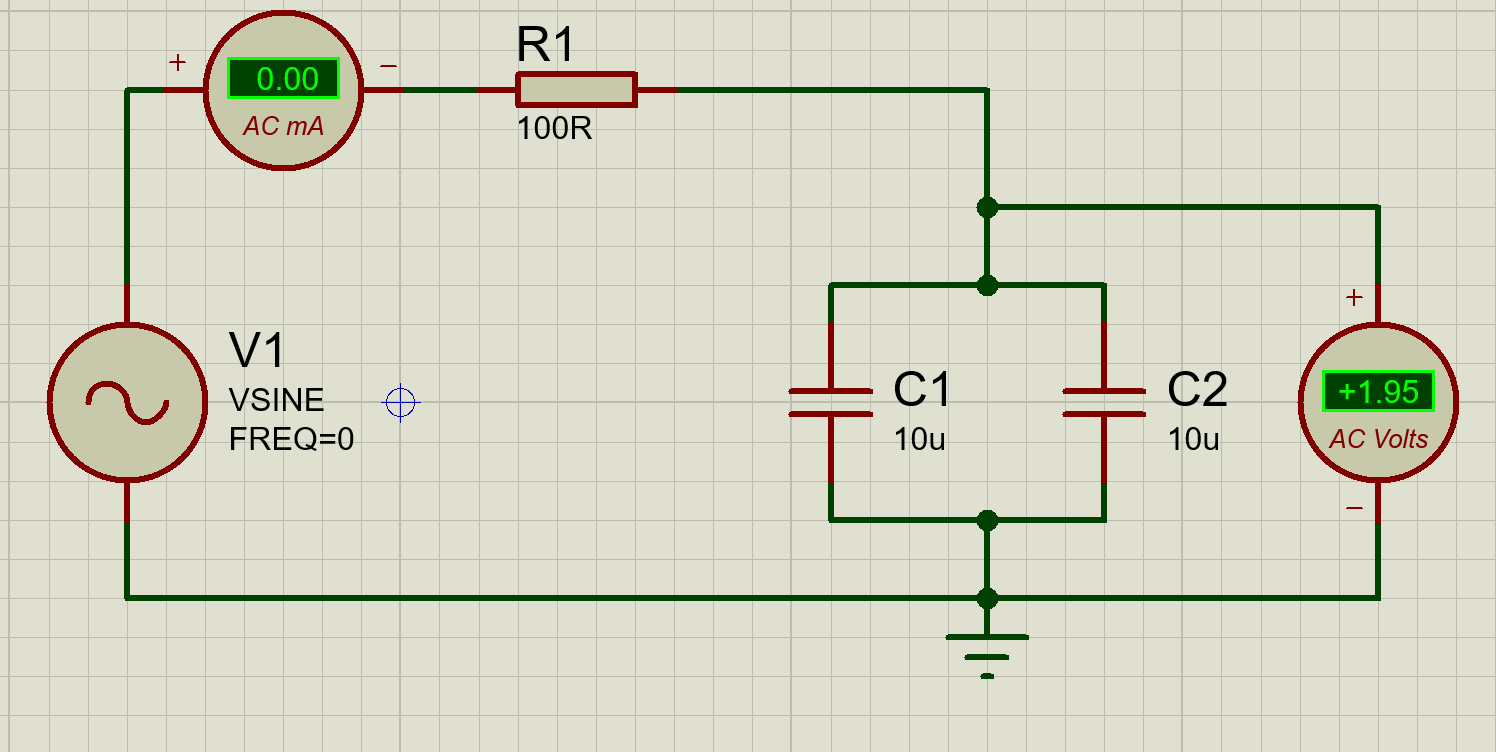 +
0.00
AC mA
−
R1
100R
V1
VSINE
FREQ=0
C1
10u
C2
10u
+
+1.95
AC Volts
−